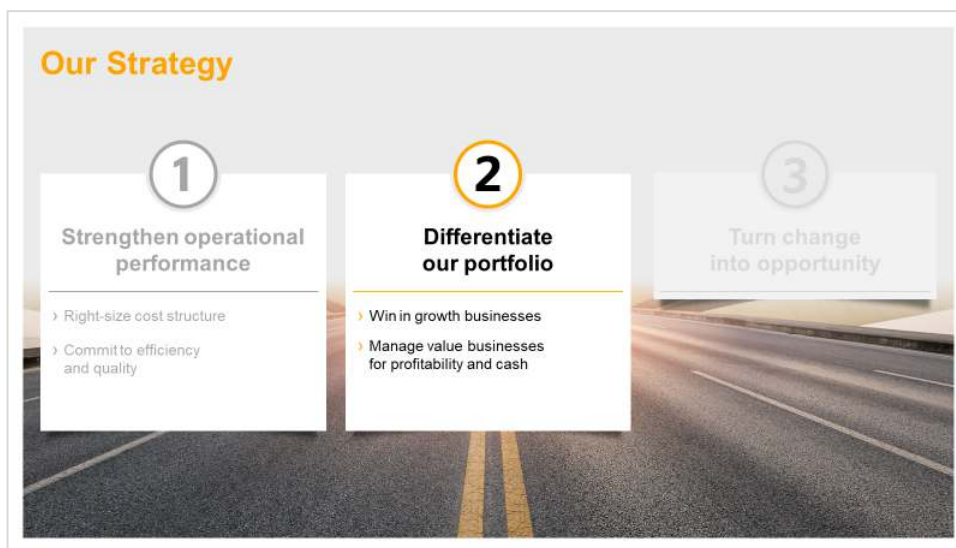 Our Strategy
1
Strengthen operational
performance
› Right-size cost structure
› Commit to efficiency
and quality
2
Differentiate
our portfolio
› Win in growth businesses
› Manage value businesses
for profitability and cash
3
Turn change
into opportunity